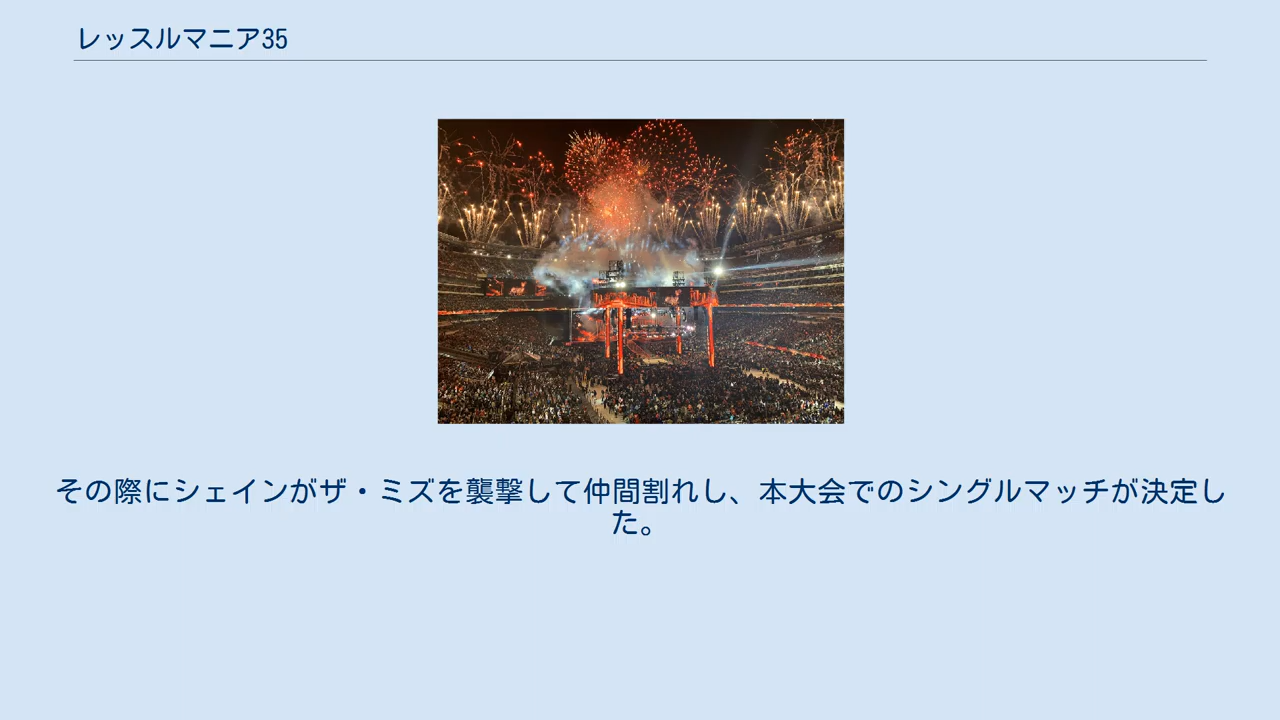 レッスルマニア35
その際にシェインがザ・ミズを襲撃して仲間割れし、本大会でのシングルマッチが決定し
た。